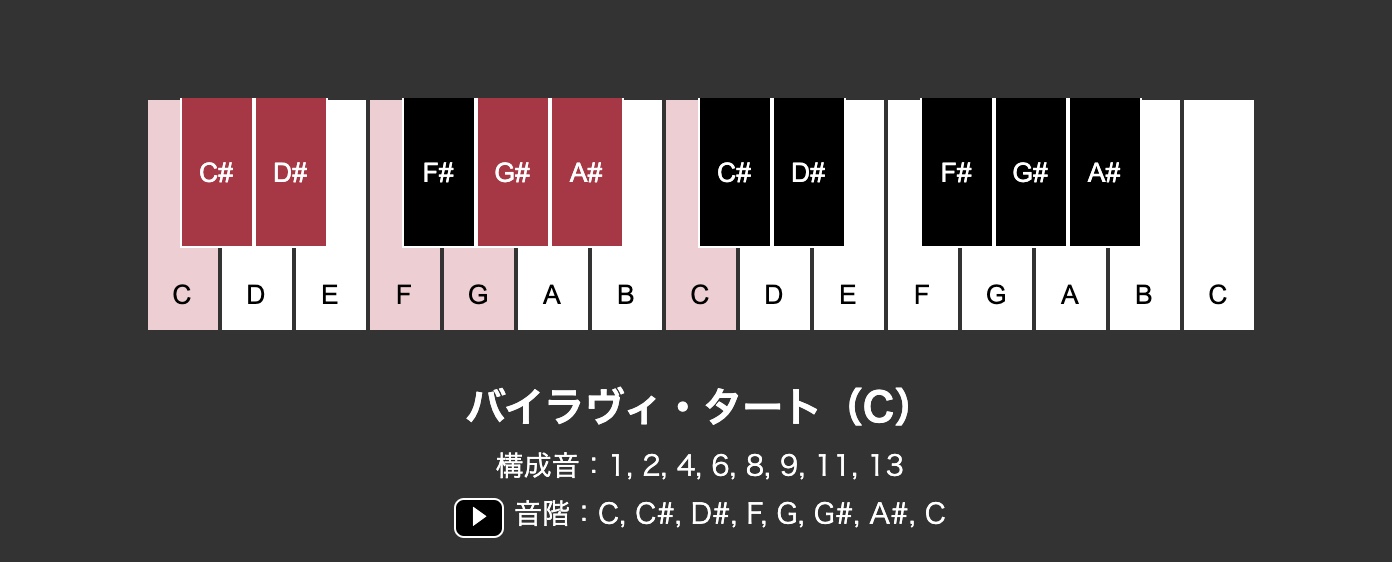 C# D# F# G# A# C# D# F# G# A#
C D E F G A B C D E F G A B C
バイラヴィ・タート（C）
構成音：1, 2, 4, 6, 8, 9, 11, 13
音階：C, C#, D#, F, G, G#, A#, C